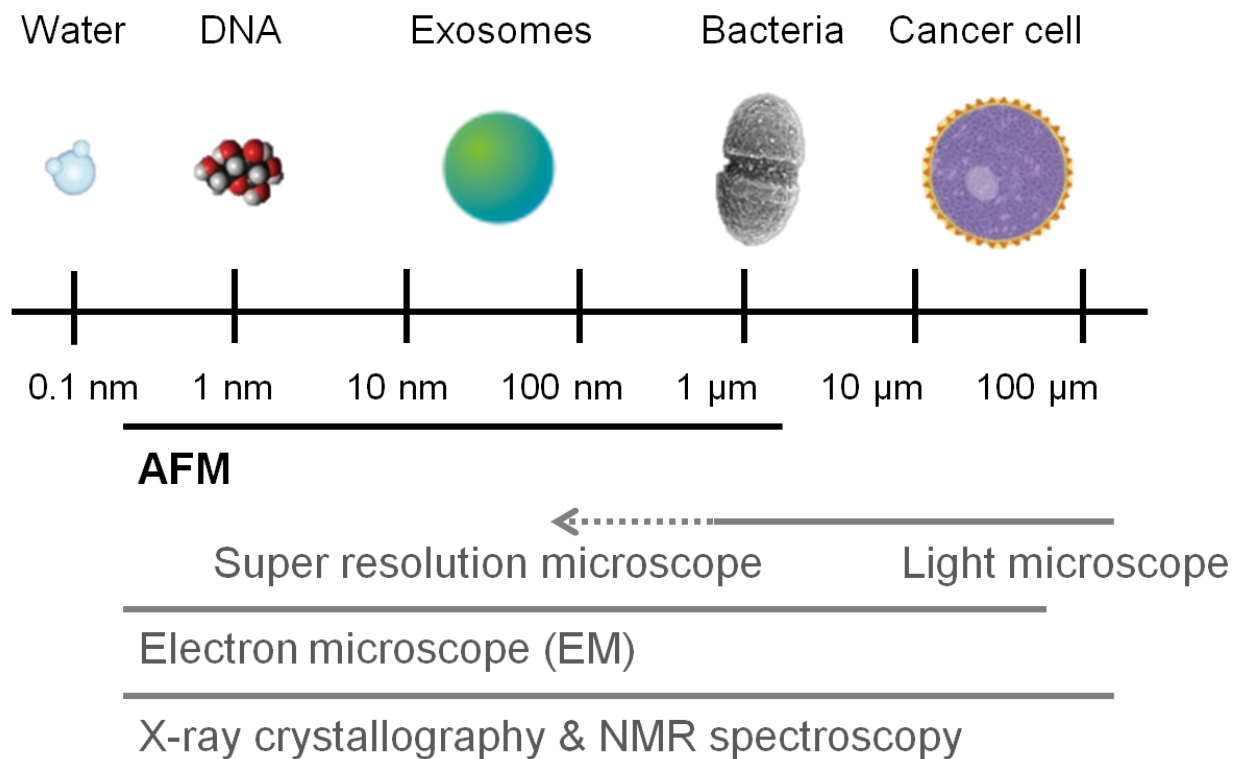 Water DNA Exosomes Bacteria Cancer cell
0.1 nm 1 nm 10 nm 100 nm 1 µm 10 µm 100 µm
AFM
Super resolution microscope Light microscope
Electron microscope (EM)
X-ray crystallography & NMR spectroscopy